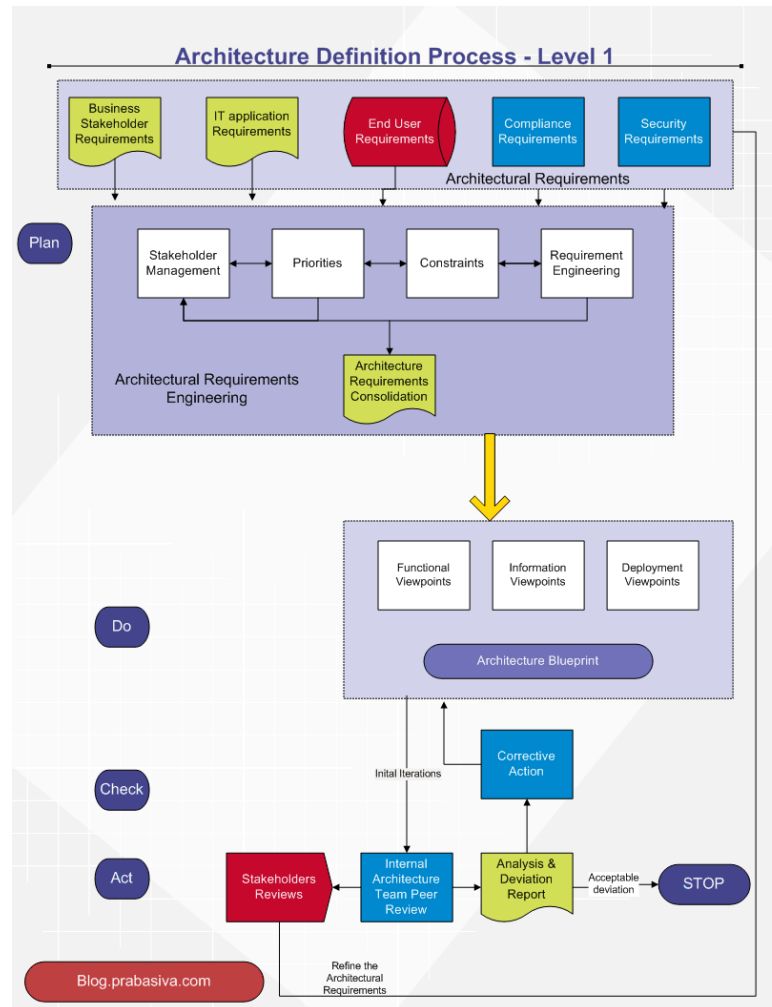 Architecture Definition Process - Level 1
Business
Stakeholder
Requirements
IT application
Requirements
End User
Requirements
Compliance
Requirements
Security
Requirements
Architectural Requirements
Plan
Stakeholder
Management
Priorities
Constraints
Requirement
Engineering
Architectural Requirements
Engineering
Architecture
Requirements
Consolidation
Functional
Viewpoints
Information
Viewpoints
Deployment
Viewpoints
Do
Architecture Blueprint
Inital Iterations
Corrective
Action
Check
Act
Stakeholders
Reviews
Internal
Architecture
Team Peer
Review
Analysis &
Deviation
Report
Acceptable
deviation
STOP
Refine the
Architectural
Requirements
Blog.prabasiva.com